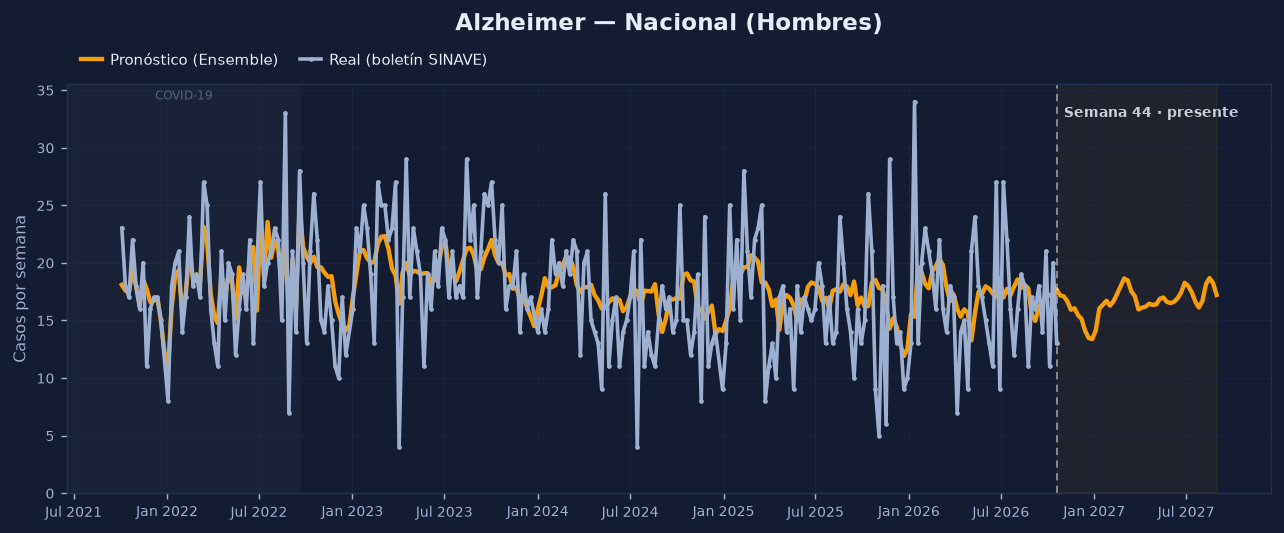 Alzheimer — Nacional (Hombres)
Pronóstico (Ensemble)
Real (boletín SINAVE)
COVID-19
Semana 44 · presente
Casos por semana
35
30
25
20
15
10
5
0
Jul 2021
Jan 2022
Jul 2022
Jan 2023
Jul 2023
Jan 2024
Jul 2024
Jan 2025
Jul 2025
Jan 2026
Jul 2026
Jan 2027
Jul 2027